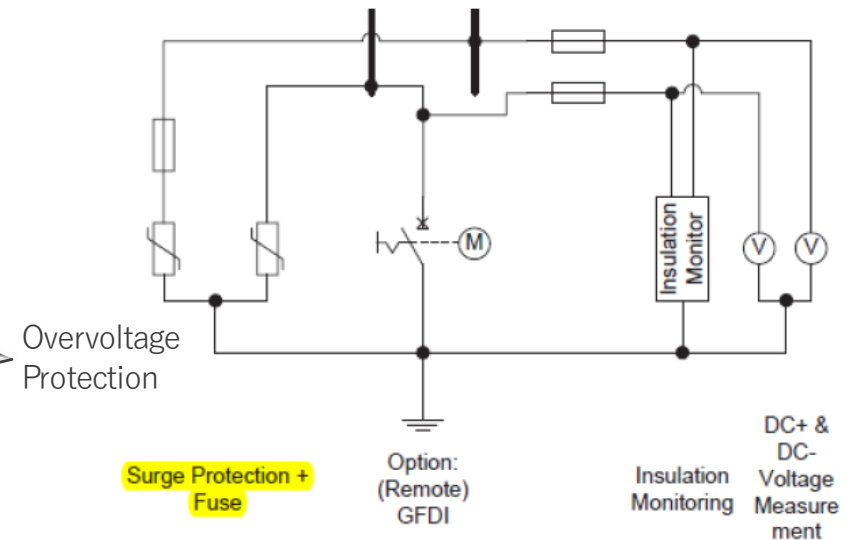 M
Insulation
Monitor
V
V
Overvoltage
Protection
Surge Protection +
Fuse
Option:
(Remote)
GFDI
Insulation
Monitoring
DC+ &
DC-
Voltage
Measure
ment